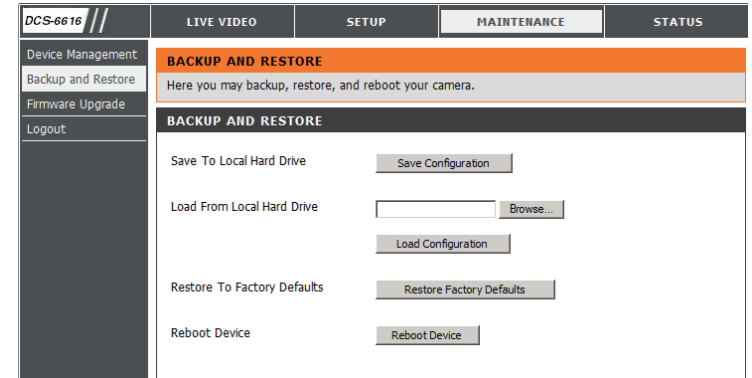 DCS-6616 LIVE VIDEO SETUP MAINTENANCE STATUS
Device Management
Backup and Restore
Firmware Upgrade
Logout
BACKUP AND RESTORE
Here you may backup, restore, and reboot your camera.
BACKUP AND RESTORE
Save To Local Hard Drive Save Configuration
Load From Local Hard Drive Browse...
Load Configuration
Restore To Factory Defaults Restore Factory Defaults
Reboot Device Reboot Device